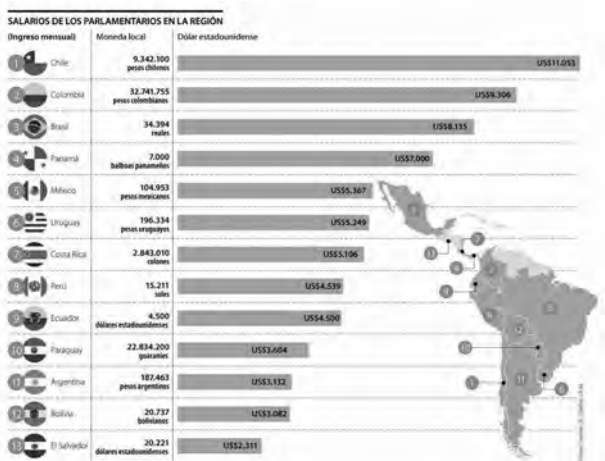 SALARIOS DE LOS PARLAMENTARIOS EN LA REGIÓN
(Ingreso mensual) Moneda local Dólar estadounidense
1 Chile 9.342.100 US$11.053
pesos chilenos
2 Colombia 32.741.755 US$9.306
pesos colombianos
3 Brasil 34.394 US$8.135
reales
4 Panamá 7.000 US$7,000
balboas panameños
5 México 104.953 US$5.367
pesos mexicanos
6 Uruguay 196.334 US$5.249
pesos uruguayos
7 Costa Rica 2.843.010 US$5.106
colones
8 Perú 15.211 US$4.539
soles
9 Ecuador 4,500 US$4.500
dólares estadounidenses
10 Paraguay 22.834.200 US$3.604
guaraníes
11 Argentina 187.463 US$3,132
pesos argentinos
12 Bolivia 20.737 US$3.082
bolivianos
13 El Salvador 20.221 US$2,311
dólares estadounidenses